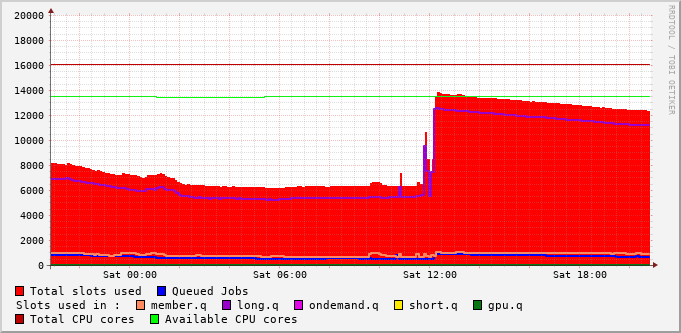 20000
18000
16000
14000
12000
10000
8000
6000
4000
2000
0
Sat 00:00 Sat 06:00 Sat 12:00 Sat 18:00
RRDTOOL / TOBI OETIKER
Total slots used Queued Jobs
Slots used in : member.q long.q ondemand.q short.q gpu.q
Total CPU cores Available CPU cores